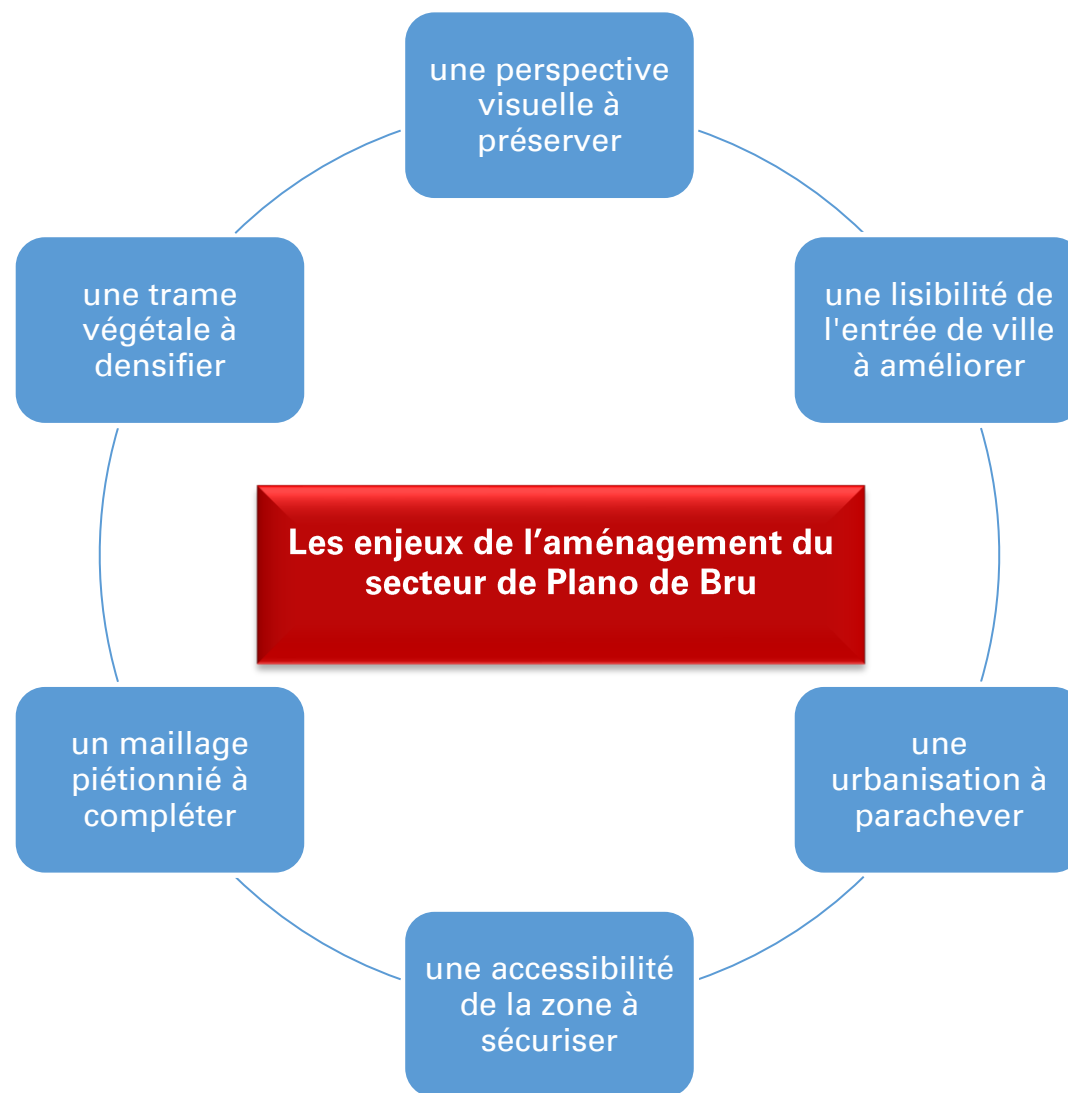 une perspective
visuelle à
préserver
une trame
végétale à
densifier
une lisibilité de
l'entrée de ville
à améliorer
Les enjeux de l’aménagement du
secteur de Plano de Bru
un maillage
piétionnié à
compléter
une
urbanisation à
parachever
une accessibilité
de la zone à
sécuriser